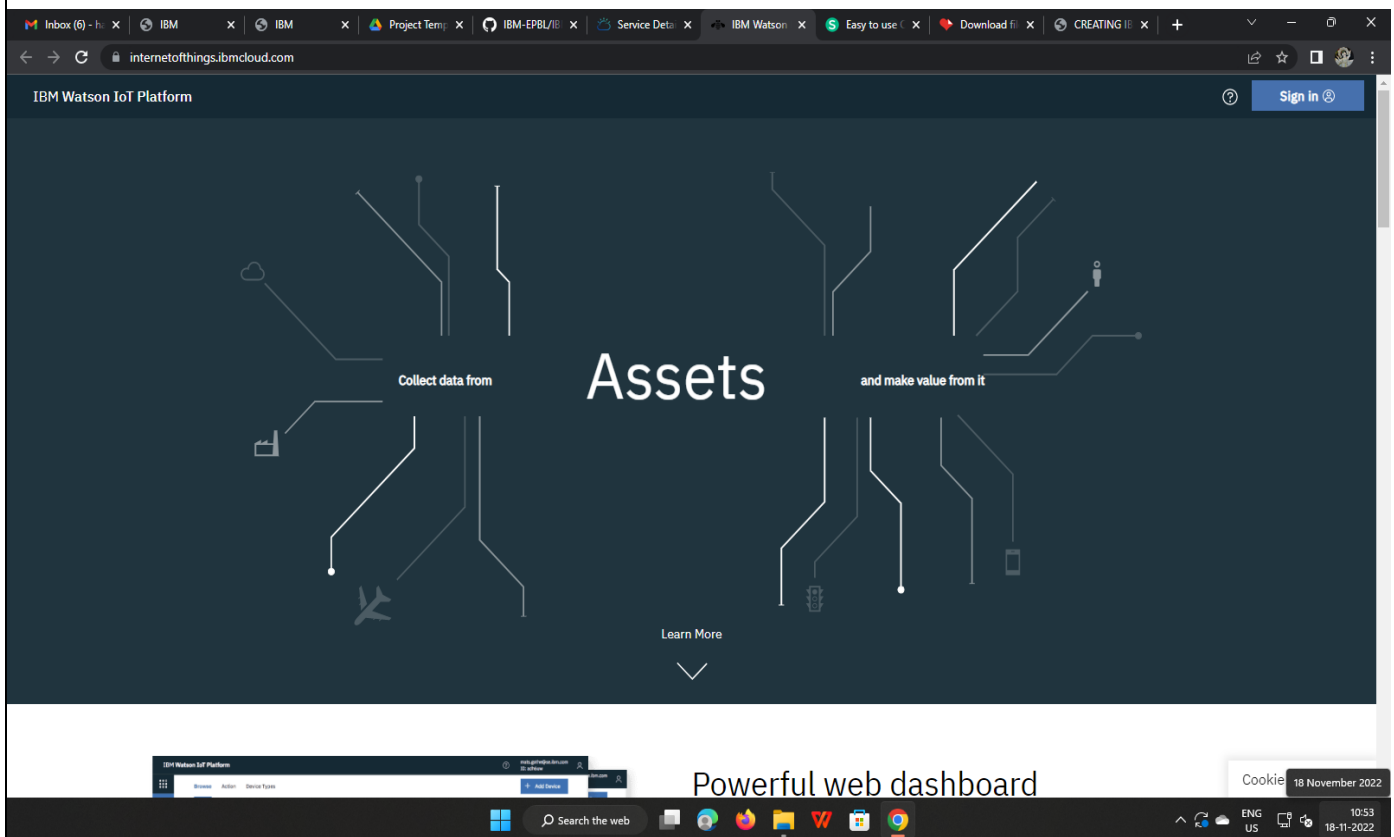 Inbox (6) - ha
IBM
IBM
Project Temp
IBM-EPBL/IB
Service Detai
IBM Watson
Easy to use C
Download fil
CREATING IB
internetofthings.ibmcloud.com
IBM Watson IoT Platform
Sign in
Collect data from
Assets
and make value from it
Learn More
IBM Watson IoT Platform
Browse Action Device Types
+ Add Device
Powerful web dashboard
Cookie
18 November 2022
Search the web
ENG
US
10:53
18-11-2022